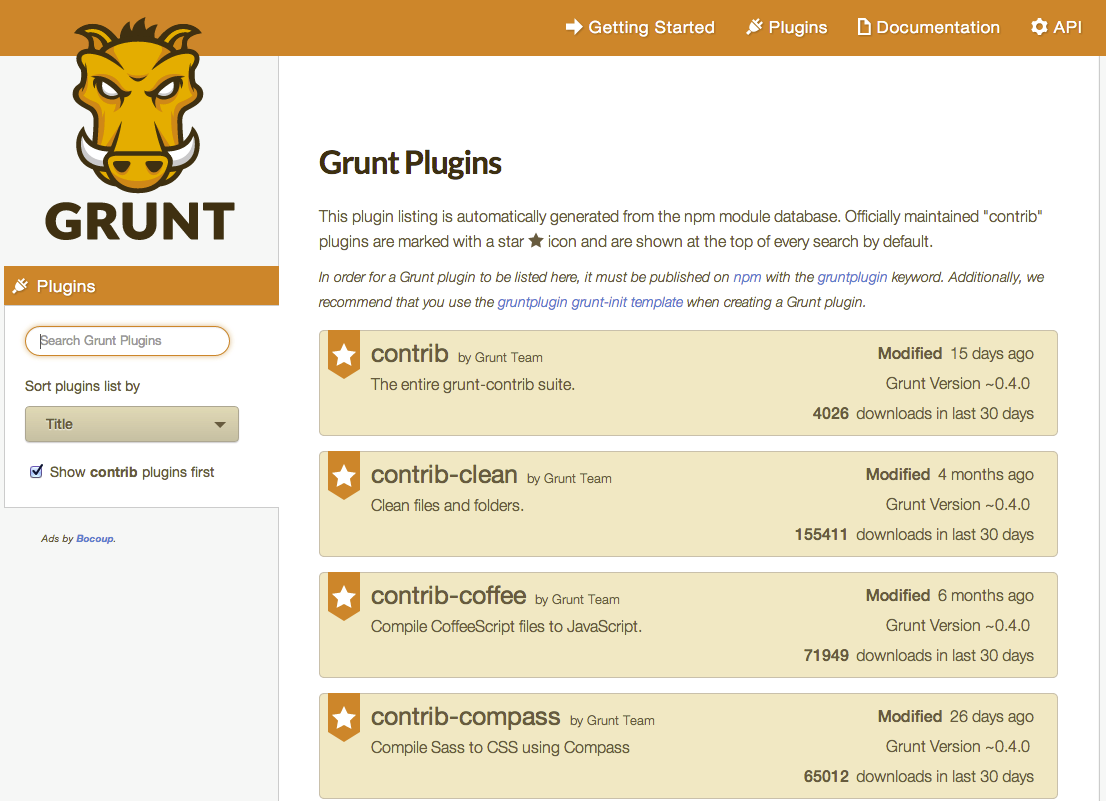 Getting Started Plugins Documentation API
GRUNT
Plugins
Search Grunt Plugins
Sort plugins list by
Title
Show contrib plugins first
Ads by Bocoup.
Grunt Plugins
This plugin listing is automatically generated from the npm module database. Officially maintained "contrib"
plugins are marked with a star icon and are shown at the top of every search by default.
In order for a Grunt plugin to be listed here, it must be published on npm with the gruntplugin keyword. Additionally, we
recommend that you use the gruntplugin grunt-init template when creating a Grunt plugin.
contrib by Grunt Team
The entire grunt-contrib suite.
Modified 15 days ago
Grunt Version ~0.4.0
4026 downloads in last 30 days
contrib-clean by Grunt Team
Clean files and folders.
Modified 4 months ago
Grunt Version ~0.4.0
155411 downloads in last 30 days
contrib-coffee by Grunt Team
Compile CoffeeScript files to JavaScript.
Modified 6 months ago
Grunt Version ~0.4.0
71949 downloads in last 30 days
contrib-compass by Grunt Team
Compile Sass to CSS using Compass
Modified 26 days ago
Grunt Version ~0.4.0
65012 downloads in last 30 days